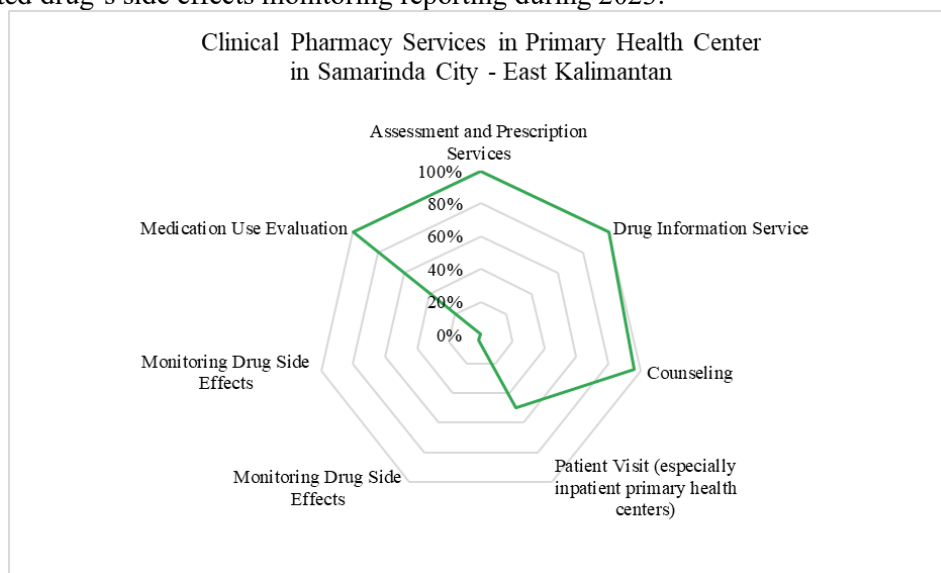 ted drug's side effects monitoring reporting during 2023.
Clinical Pharmacy Services in Primary Health Center
in Samarinda City - East Kalimantan
Assessment and Prescription
Services
100%
80%
60%
40%
20%
0%
Drug Information Service
Counseling
Patient Visit (especially
inpatient primary health
centers)
Monitoring Drug Side
Effects
Monitoring Drug Side
Effects
Medication Use Evaluation